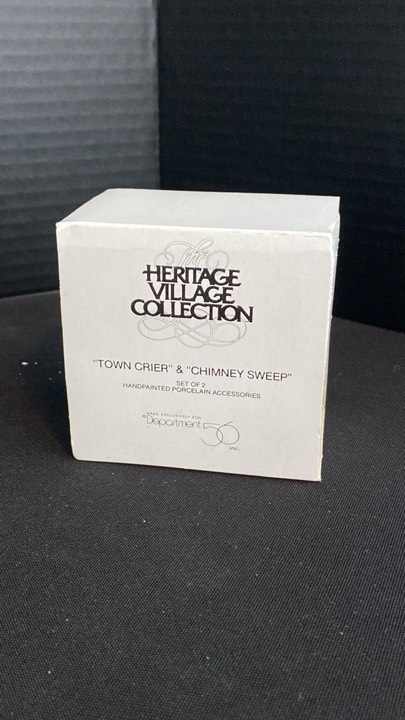 The
HERITAGE
VILLAGE
COLLECTION
"TOWN CRIER" & "CHIMNEY SWEEP"
SET OF 2
HANDPAINTED PORCELAIN ACCESSORIES
MADE EXCLUSIVELY FOR
©Department 56
INC.